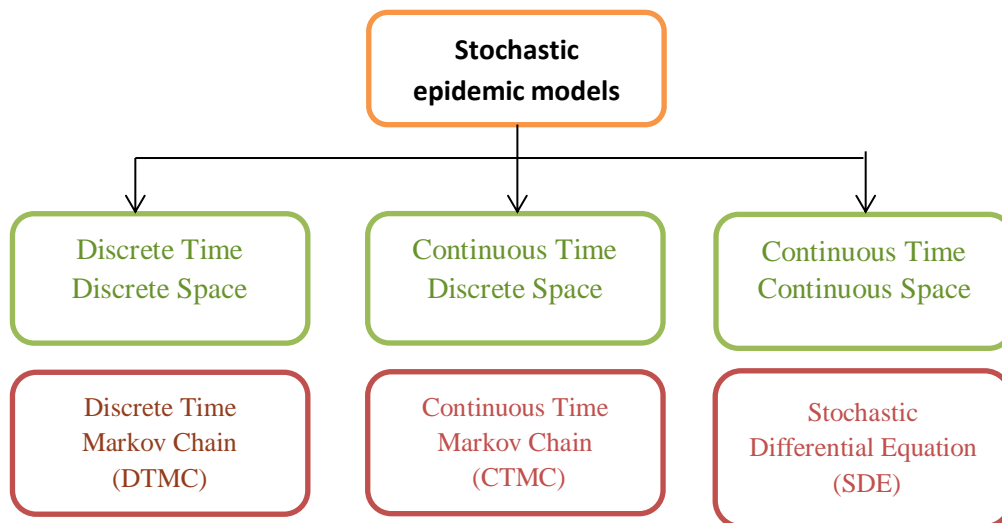 Stochastic
epidemic models
Discrete Time
Discrete Space
Continuous Time
Discrete Space
Continuous Time
Continuous Space
Discrete Time
Markov Chain
(DTMC)
Continuous Time
Markov Chain
(CTMC)
Stochastic
Differential Equation
(SDE)